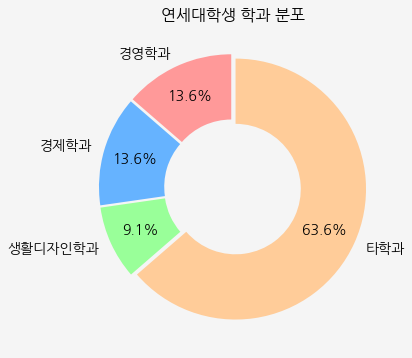 연세대학생 학과 분포
경영학과
13.6%
경제학과
13.6%
생활디자인학과
9.1%
타학과
63.6%